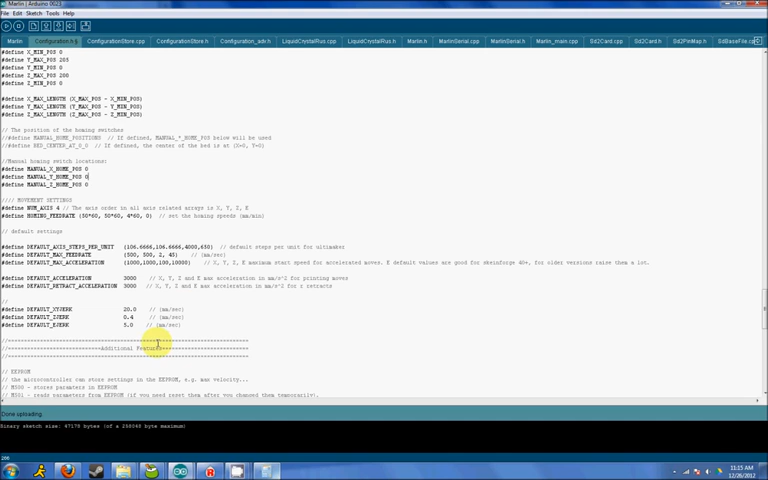 Marlin | Arduino 0023
File Edit Sketch Tools Help
Marlin Configuration.h § ConfigurationStore.cpp ConfigurationStore.h Configuration_adv.h LiquidCrystalRus.cpp LiquidCrystalRus.h Marlin.h MarlinSerial.cpp MarlinSerial.h Marlin_main.cpp Sd2Card.cpp Sd2Card.h Sd2PinMap.h SdBaseFile.cpp
#define X_MIN_POS 0
#define Y_MAX_POS 205
#define Y_MIN_POS 0
#define Z_MAX_POS 200
#define Z_MIN_POS 0
#define X_MAX_LENGTH (X_MAX_POS - X_MIN_POS)
#define Y_MAX_LENGTH (Y_MAX_POS - Y_MIN_POS)
#define Z_MAX_LENGTH (Z_MAX_POS - Z_MIN_POS)
// The position of the homing switches
//#define MANUAL_HOME_POSITIONS // If defined, MANUAL_*_HOME_POS below will be used
//#define BED_CENTER_AT_0_0 // If defined, the center of the bed is at (X=0, Y=0)
//Manual homing switch locations:
#define MANUAL_X_HOME_POS 0
#define MANUAL_Y_HOME_POS 0
#define MANUAL_Z_HOME_POS 0
//// MOVEMENT SETTINGS
#define NUM_AXIS 4 // The axis order in all axis related arrays is X, Y, Z, E
#define HOMING_FEEDRATE {50*60, 50*60, 4*60, 0} // set the homing speeds (mm/min)
// default settings
#define DEFAULT_AXIS_STEPS_PER_UNIT {106.6666,106.6666,4000,650} // default steps per unit for ultimaker
#define DEFAULT_MAX_FEEDRATE {500, 500, 2, 45} // (mm/sec)
#define DEFAULT_MAX_ACCELERATION {1000,1000,100,10000} // X, Y, Z, E maximum start speed for accelerated moves. E default values are good for skeinforge 40+, for older versions raise them a lot.
#define DEFAULT_ACCELERATION 3000 // X, Y, Z and E max acceleration in mm/s^2 for printing moves
#define DEFAULT_RETRACT_ACCELERATION 3000 // X, Y, Z and E max acceleration in mm/s^2 for r retracts
//
#define DEFAULT_XYJERK 20.0 // (mm/sec)
#define DEFAULT_ZJERK 0.4 // (mm/sec)
#define DEFAULT_EJERK 5.0 // (mm/sec)
//===========================================================================
//=============================Additional Features===========================
//===========================================================================
// EEPROM
// the microcontroller can store settings in the EEPROM, e.g. max velocity...
// M500 - stores paramters in EEPROM
// M501 - reads parameters from EEPROM (if you need reset them after you changed them temporarily).
Done uploading.
Binary sketch size: 47178 bytes (of a 258048 byte maximum)
206
11:15 AM
12/26/2012